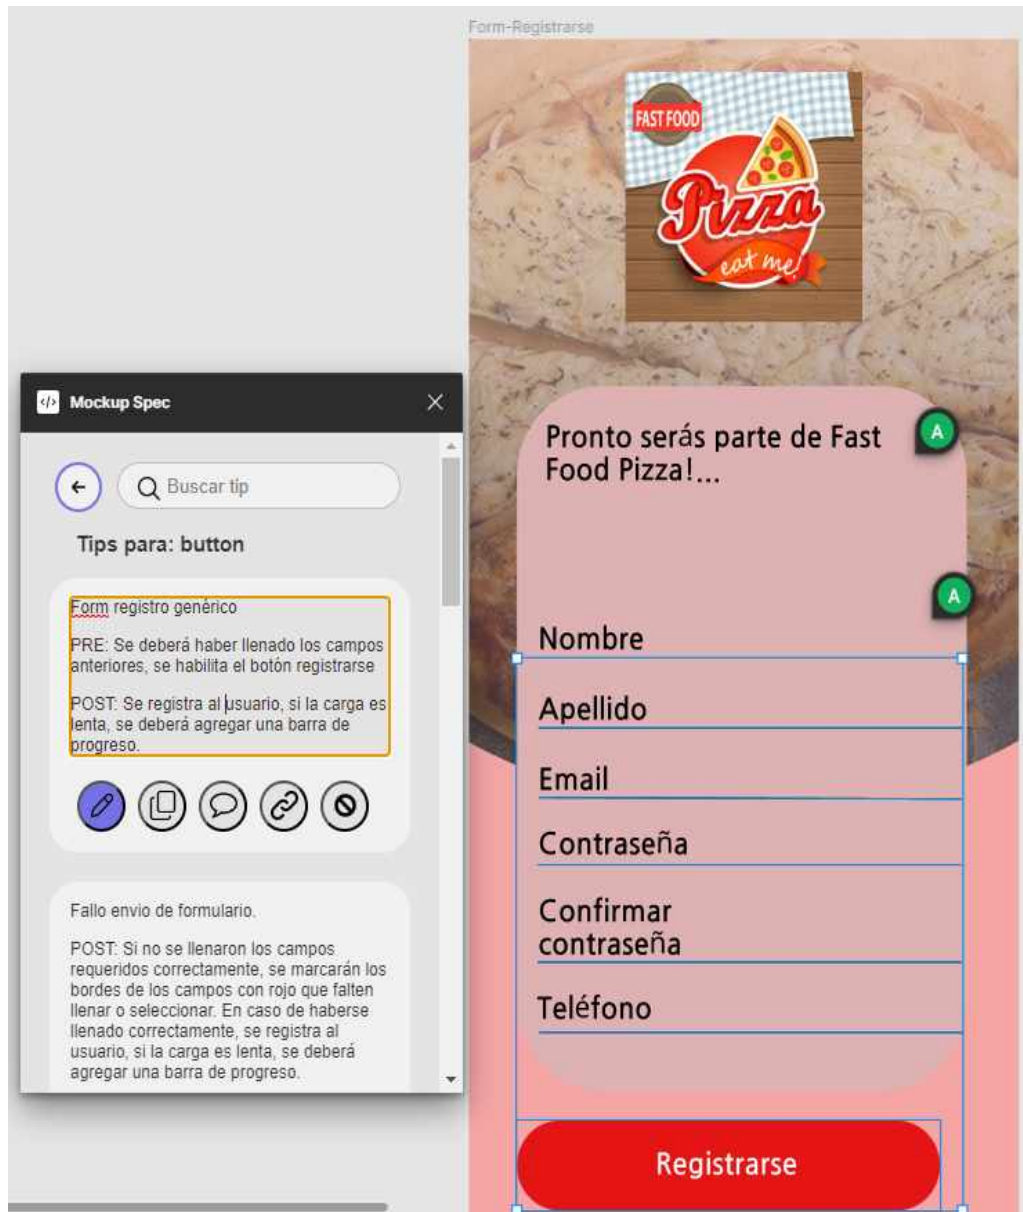 Form-Registrarse
FAST FOOD
Pizza
eat me!
Mockup Spec
Buscar tip
Tips para: button
Form registro genérico
PRE: Se deberá haber llenado los campos
anteriores, se habilita el botón registrarse
POST: Se registra al usuario, si la carga es
lenta, se deberá agregar una barra de
progreso.
Fallo envio de formulario.
POST: Si no se llenaron los campos
requeridos correctamente, se marcarán los
bordes de los campos con rojo que falten
llenar o seleccionar. En caso de haberse
llenado correctamente, se registra al
usuario, si la carga es lenta, se deberá
agregar una barra de progreso.
Pronto serás parte de Fast
Food Pizza!...
A
A
Nombre
Apellido
Email
Contraseña
Confirmar
contraseña
Teléfono
Registrarse